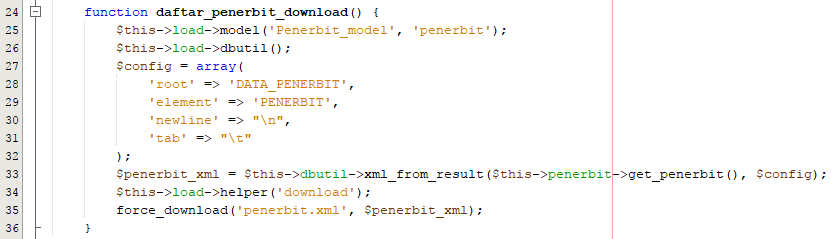 24 function daftar_penerbit_download() {
25 $this->load->model('Penerbit_model', 'penerbit');
26 $this->load->dbutil();
27 $config = array(
28 'root' => 'DATA_PENERBIT',
29 'element' => 'PENERBIT',
30 'newline' => "\n",
31 'tab' => "\t"
32 );
33 $penerbit_xml = $this->dbutil->xml_from_result($this->penerbit->get_penerbit(), $config);
34 $this->load->helper('download');
35 force_download('penerbit.xml', $penerbit_xml);
36 }